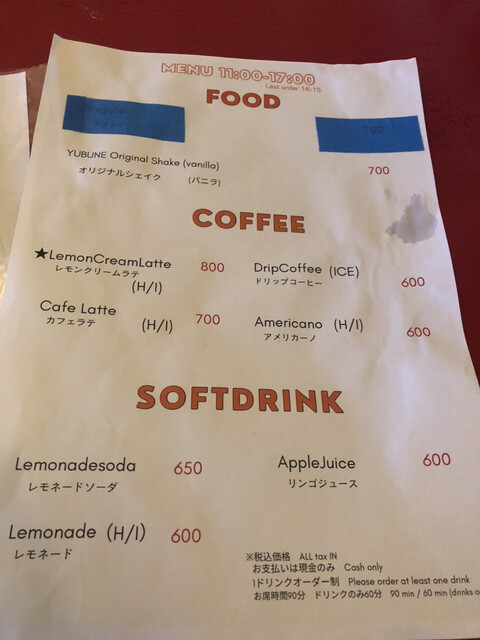 MENU 11:00-17:00
Last order 16:15
FOOD
700
YUBUNE Original Shake (vanilla)
オリジナルシェイク (バニラ)
700
COFFEE
★LemonCreamLatte 800
レモンクリームラテ
(H/I)
DripCoffee (ICE)
ドリップコーヒー
600
Cafe Latte (H/I) 700
カフェラテ
Americano (H/I) 600
アメリカーノ
SOFTDRINK
Lemonadesoda 650
レモネードソーダ
AppleJuice 600
リンゴジュース
Lemonade (H/I) 600
レモネード
※税込価格 ALL tax IN
お支払いは現金のみ Cash only
1ドリンクオーダー制 Please order at least one drink
お席時間90分 ドリンクのみ60分 90 min / 60 min (drinks